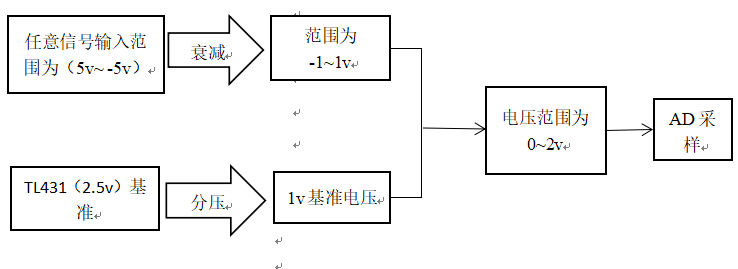 任意信号输入范
围为（5v~ -5v）
衰减
范围为
-1~1v
电压范围为
0~2v
AD 采
样
TL431（2.5v）基
准
分压
1v 基准电压